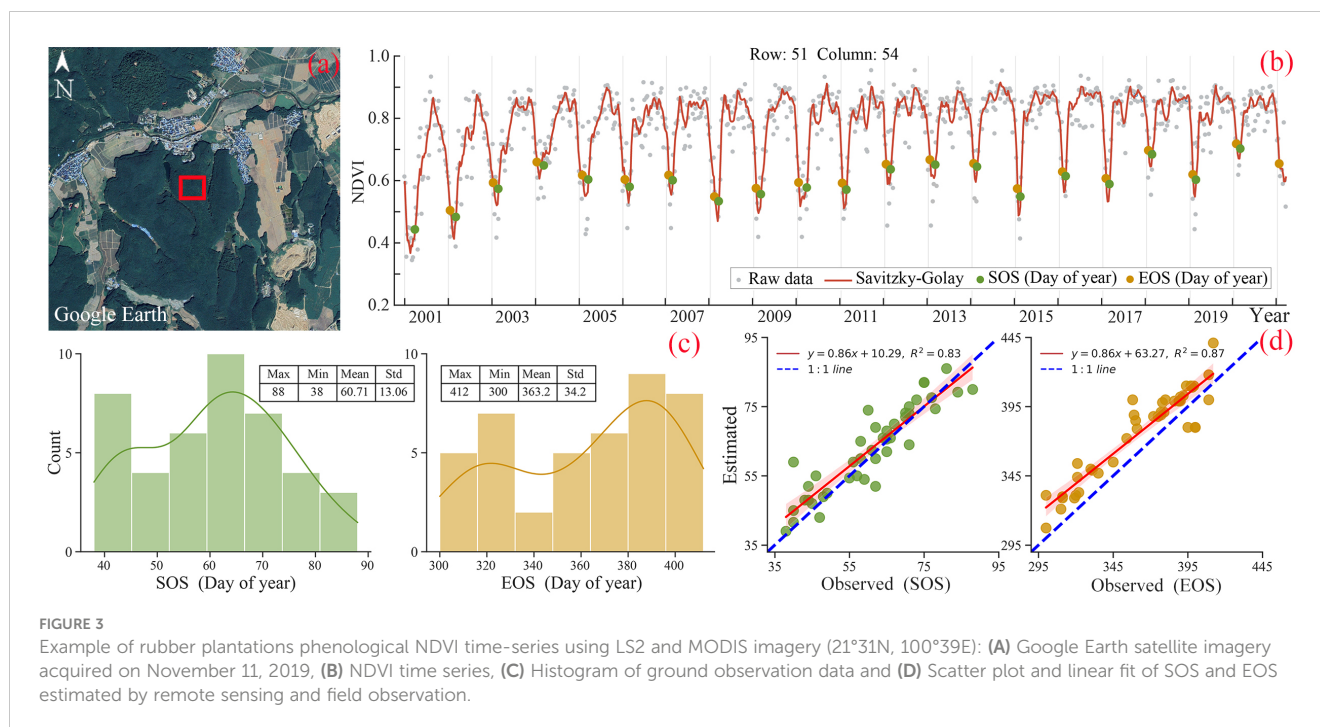 N
(a)
Google Earth
Row: 51 Column: 54
(b)
NDVI
1.0
0.8
0.6
0.4
0.2
Raw data Savitzky-Golay SOS (Day of year) EOS (Day of year)
2001 2003 2005 2007 2009 2011 2013 2015 2017 2019 Year
Count
10
5
0
Max Min Mean Std
88 38 60.71 13.06
40 50 60 70 80 90
SOS (Day of year)
(c)
10
5
0
Max Min Mean Std
412 300 363.2 34.2
300 320 340 360 380 400
EOS (Day of year)
Estimated
95
75
55
35
y = 0.86x + 10.29, R² = 0.83
1 : 1 line
35 55 75 95
Observed (SOS)
(d)
445
395
345
295
y = 0.86x + 63.27, R² = 0.87
1 : 1 line
295 345 395 445
Observed (EOS)
FIGURE 3
Example of rubber plantations phenological NDVI time-series using LS2 and MODIS imagery (21°31N, 100°39E): (A) Google Earth satellite imagery
acquired on November 11, 2019, (B) NDVI time series, (C) Histogram of ground observation data and (D) Scatter plot and linear fit of SOS and EOS
estimated by remote sensing and field observation.